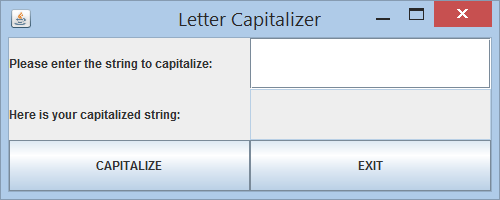 Letter Capitalizer
Please enter the string to capitalize:
Here is your capitalized string:
CAPITALIZE
EXIT